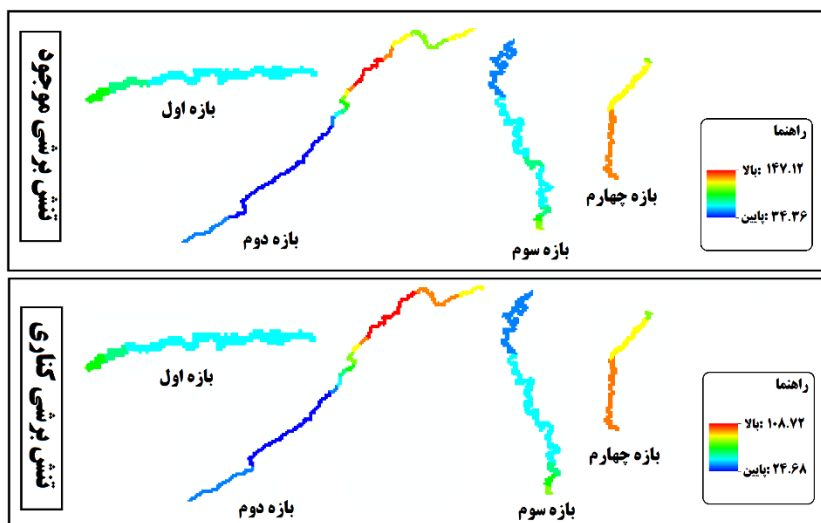 تنش برشی موجود
بازه اول
بازه دوم
بازه سوم
بازه چهارم
راهنما
بالا: ۱۴۷.۱۲
پایین: ۳۴.۳۶
تنش برشی کناری
بازه اول
بازه دوم
بازه سوم
بازه چهارم
راهنما
بالا: ۱۰۸.۷۲
پایین: ۲۴.۶۸